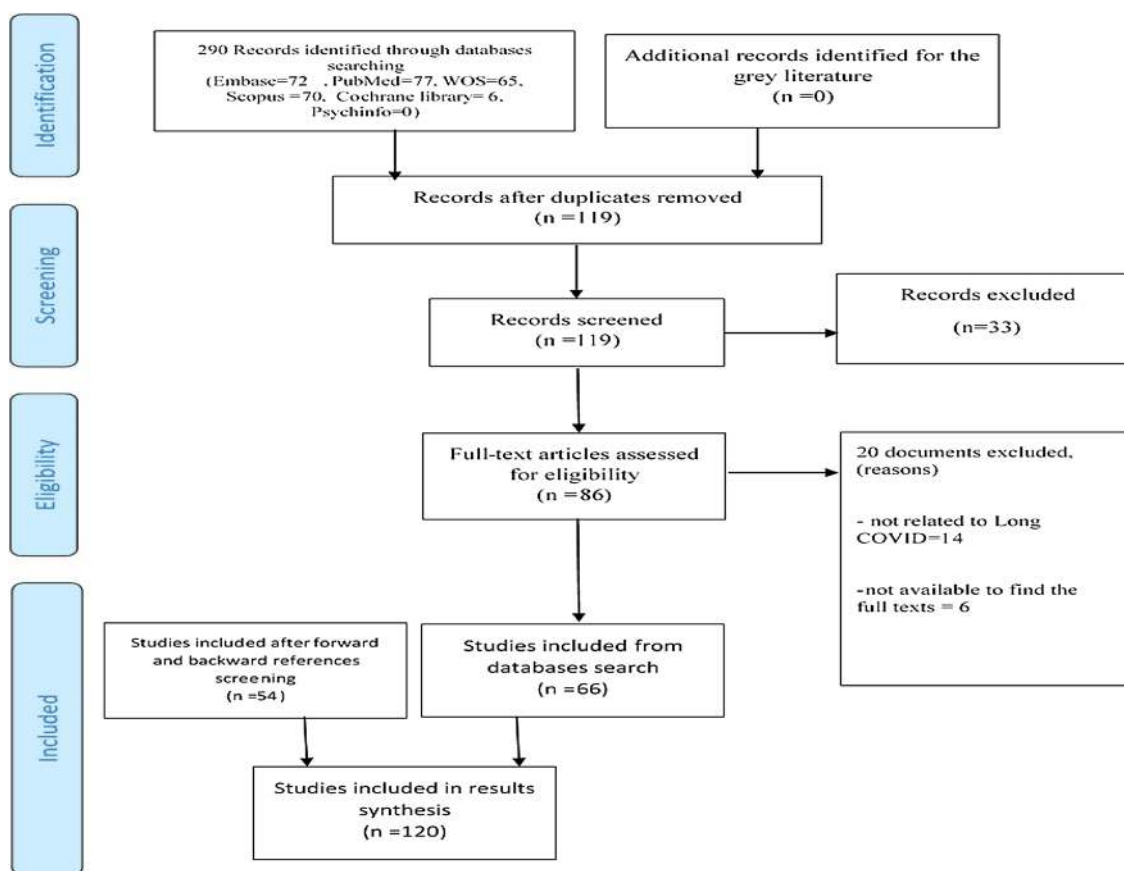 Identification
290 Records identified through databases
searching
(Embase=72 , PubMed=77, WOS=65,
Scopus =70, Cochrane library= 6,
Psychinfo=0)
Additional records identified for the
grey literature
(n =0)
Records after duplicates removed
(n =119)
Screening
Records screened
(n =119)
Records excluded
(n=33)
Eligibility
Full-text articles assessed
for eligibility
(n = 86)
20 documents excluded,
(reasons)
- not related to Long
COVID=14
-not available to find the
full texts = 6
Included
Studies included after forward
and backward references
screening
(n =54)
Studies included from
databases search
(n =66)
Studies included in results
synthesis
(n =120)